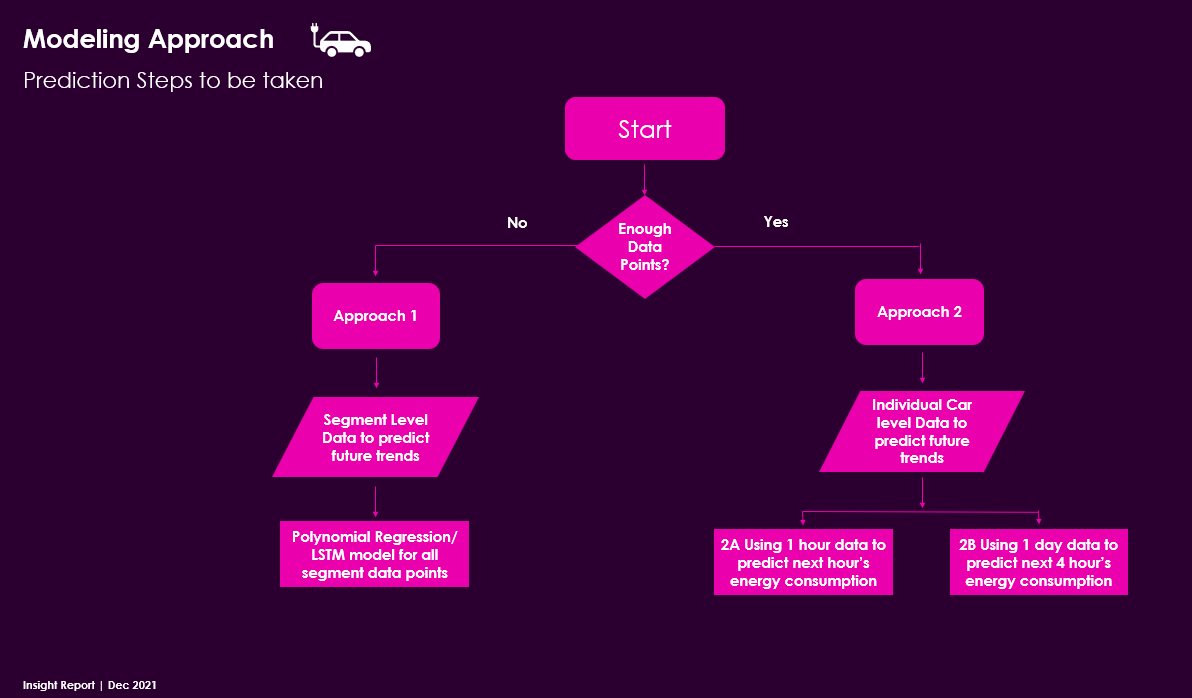 Modeling Approach
Prediction Steps to be taken
Start
No
Yes
Enough
Data
Points?
Approach 1
Approach 2
Segment Level
Data to predict
future trends
Individual Car
level Data to
predict future
trends
Polynomial Regression/
LSTM model for all
segment data points
2A Using 1 hour data to
predict next hour's
energy consumption
2B Using 1 day data to
predict next 4 hour's
energy consumption
Insight Report | Dec 2021